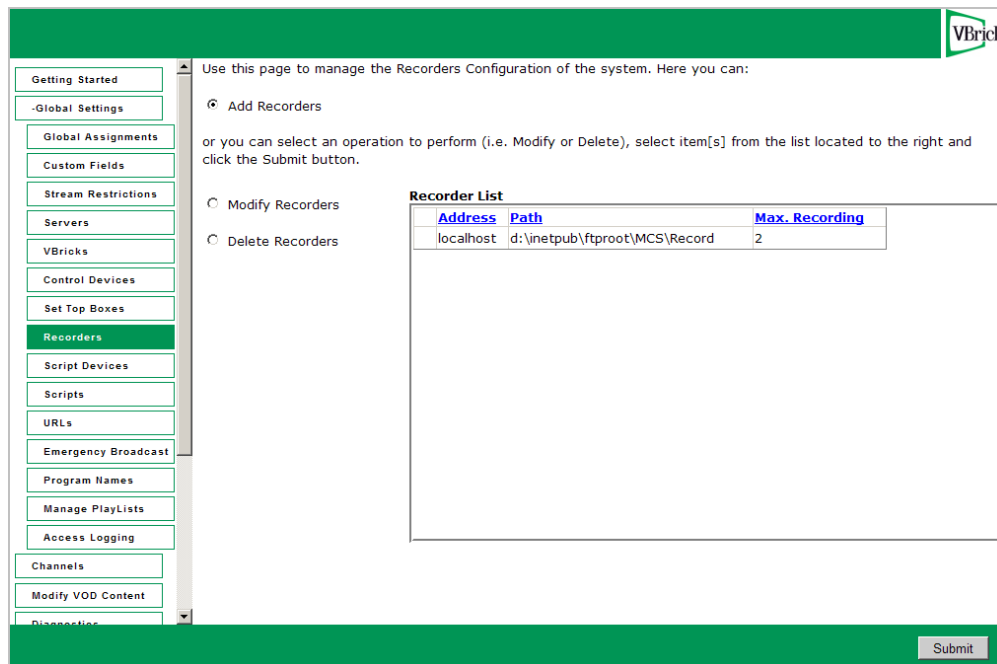 VBrick
Getting Started
-Global Settings
Global Assignments
Custom Fields
Stream Restrictions
Servers
VBricks
Control Devices
Set Top Boxes
Recorders
Script Devices
Scripts
URLs
Emergency Broadcast
Program Names
Manage PlayLists
Access Logging
Channels
Modify VOD Content
Diagnostics
Use this page to manage the Recorders Configuration of the system. Here you can:
Add Recorders
or you can select an operation to perform (i.e. Modify or Delete), select item[s] from the list located to the right and
click the Submit button.
Modify Recorders
Delete Recorders
Recorder List
Address Path Max. Recording
localhost d:\inetpub\ftproot\MCS\Record 2
Submit